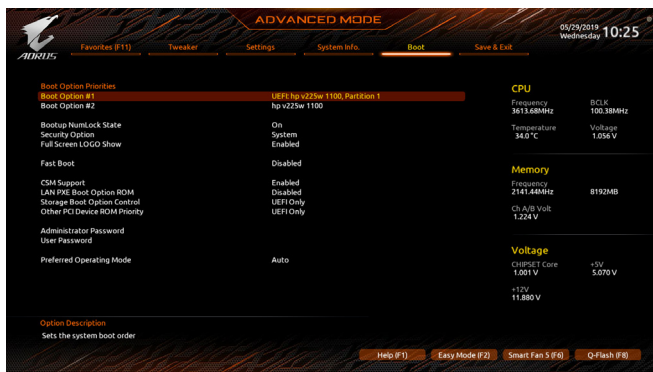 ADVANCED MODE
05/29/2019
Wednesday 10:25
AORUS
Favorites (F11) Tweaker Settings System Info. Boot Save & Exit
Boot Option Priorities
Boot Option #1 UEFI: hp v225w 1100, Partition 1
Boot Option #2 hp v225w 1100
Bootup NumLock State On
Security Option System
Full Screen LOGO Show Enabled
Fast Boot Disabled
CSM Support Enabled
LAN PXE Boot Option ROM Disabled
Storage Boot Option Control UEFI Only
Other PCI Device ROM Priority UEFI Only
Administrator Password
User Password
Preferred Operating Mode Auto
CPU
Frequency BCLK
3613.68MHz 100.38MHz
Temperature Voltage
34.0 °C 1.056 V
Memory
Frequency
2141.44MHz 8192MB
Ch A/B Volt
1.224 V
Voltage
CHIPSET Core +5V
1.001 V 5.070 V
+12V
11.880 V
Option Description
Sets the system boot order
Help (F1) Easy Mode (F2) Smart Fan 5 (F6) Q-Flash (F8)